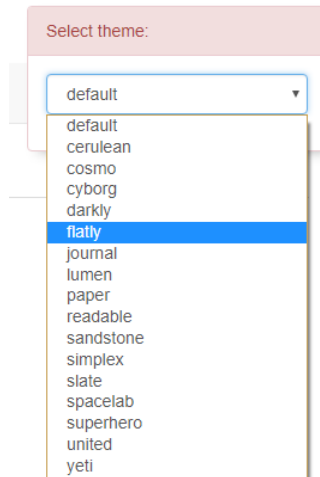 Select theme:
default
default
cerulean
cosmo
cyborg
darkly
flatly
journal
lumen
paper
readable
sandstone
simplex
slate
spacelab
superhero
united
yeti